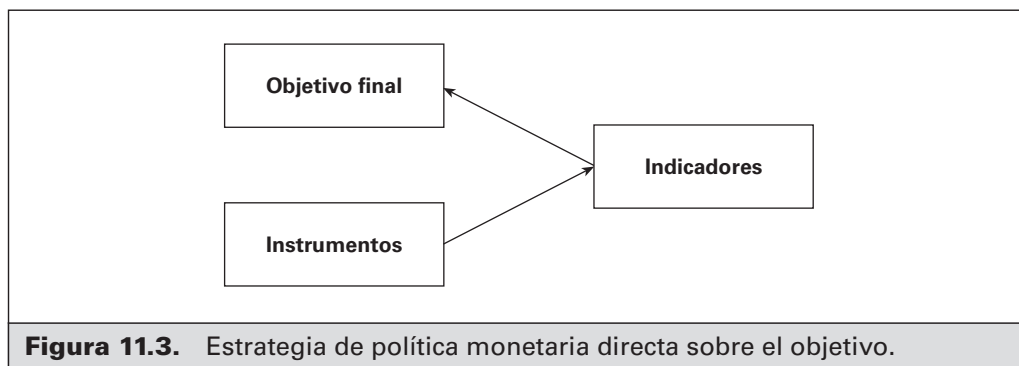 Objetivo final
Indicadores
Instrumentos
Figura 11.3. Estrategia de política monetaria directa sobre el objetivo.